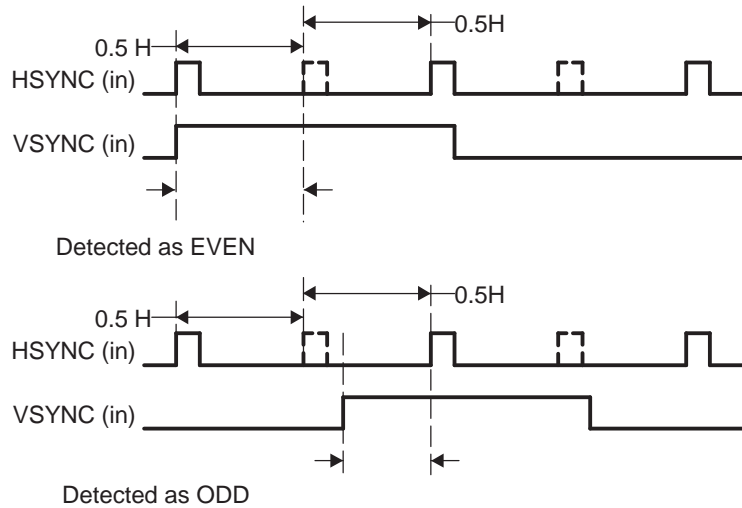 0.5 H
0.5H
HSYNC (in)
VSYNC (in)
Detected as EVEN
0.5 H
0.5H
HSYNC (in)
VSYNC (in)
Detected as ODD